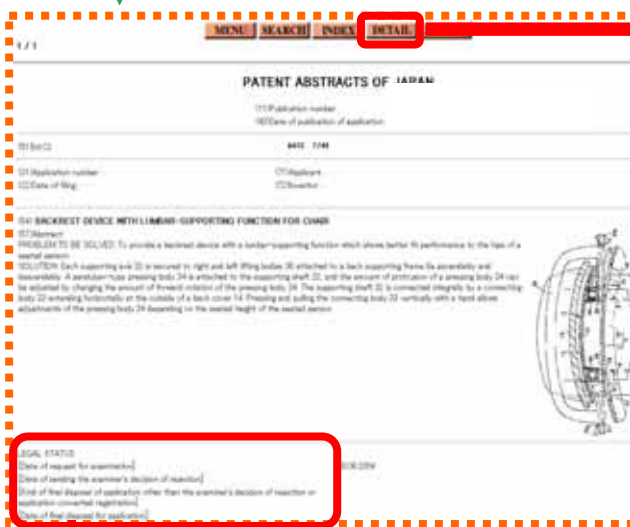 MENU SEARCH INDEX DETAIL
1 / 1
PATENT ABSTRACTS OF JAPAN
(11)Publication number
(43)Date of publication of application
(51)Int.Cl.
A47C 7/46
(21)Application number
(71)Applicant
(22)Date of filing
(72)Inventor
(54) BACKREST DEVICE WITH LUMBAR-SUPPORTING FUNCTION FOR CHAIR
(57)Abstract
PROBLEM TO BE SOLVED: To provide a backrest device with a lumbar-supporting function which shows better fit performance to the hips of a
seated person.
SOLUTION: Each supporting axis 32 is secured to right and left lifting bodies 30 attached to a back supporting frame 8a ascendably and
descendably. A pendulum-type pressing body 34 is attached to the supporting shaft 32, and the amount of protrusion of a pressing body 34 can
be adjusted by changing the amount of forward rotation of the pressing body 34. The supporting shaft 32 is connected integrally by a connecting
body 33 extending horizontally at the outside of a back cover 14. Pressing and pulling the connecting body 33 vertically with a hand allows
adjustments of the pressing body 34 depending on the seated height of the seated person.
LEGAL STATUS
[Date of request for examination]
[Date of sending the examiner's decision of rejection]
[Kind of final disposal of application other than the examiner's decision of rejection or
application converted registration]
[Date of final disposal for application]